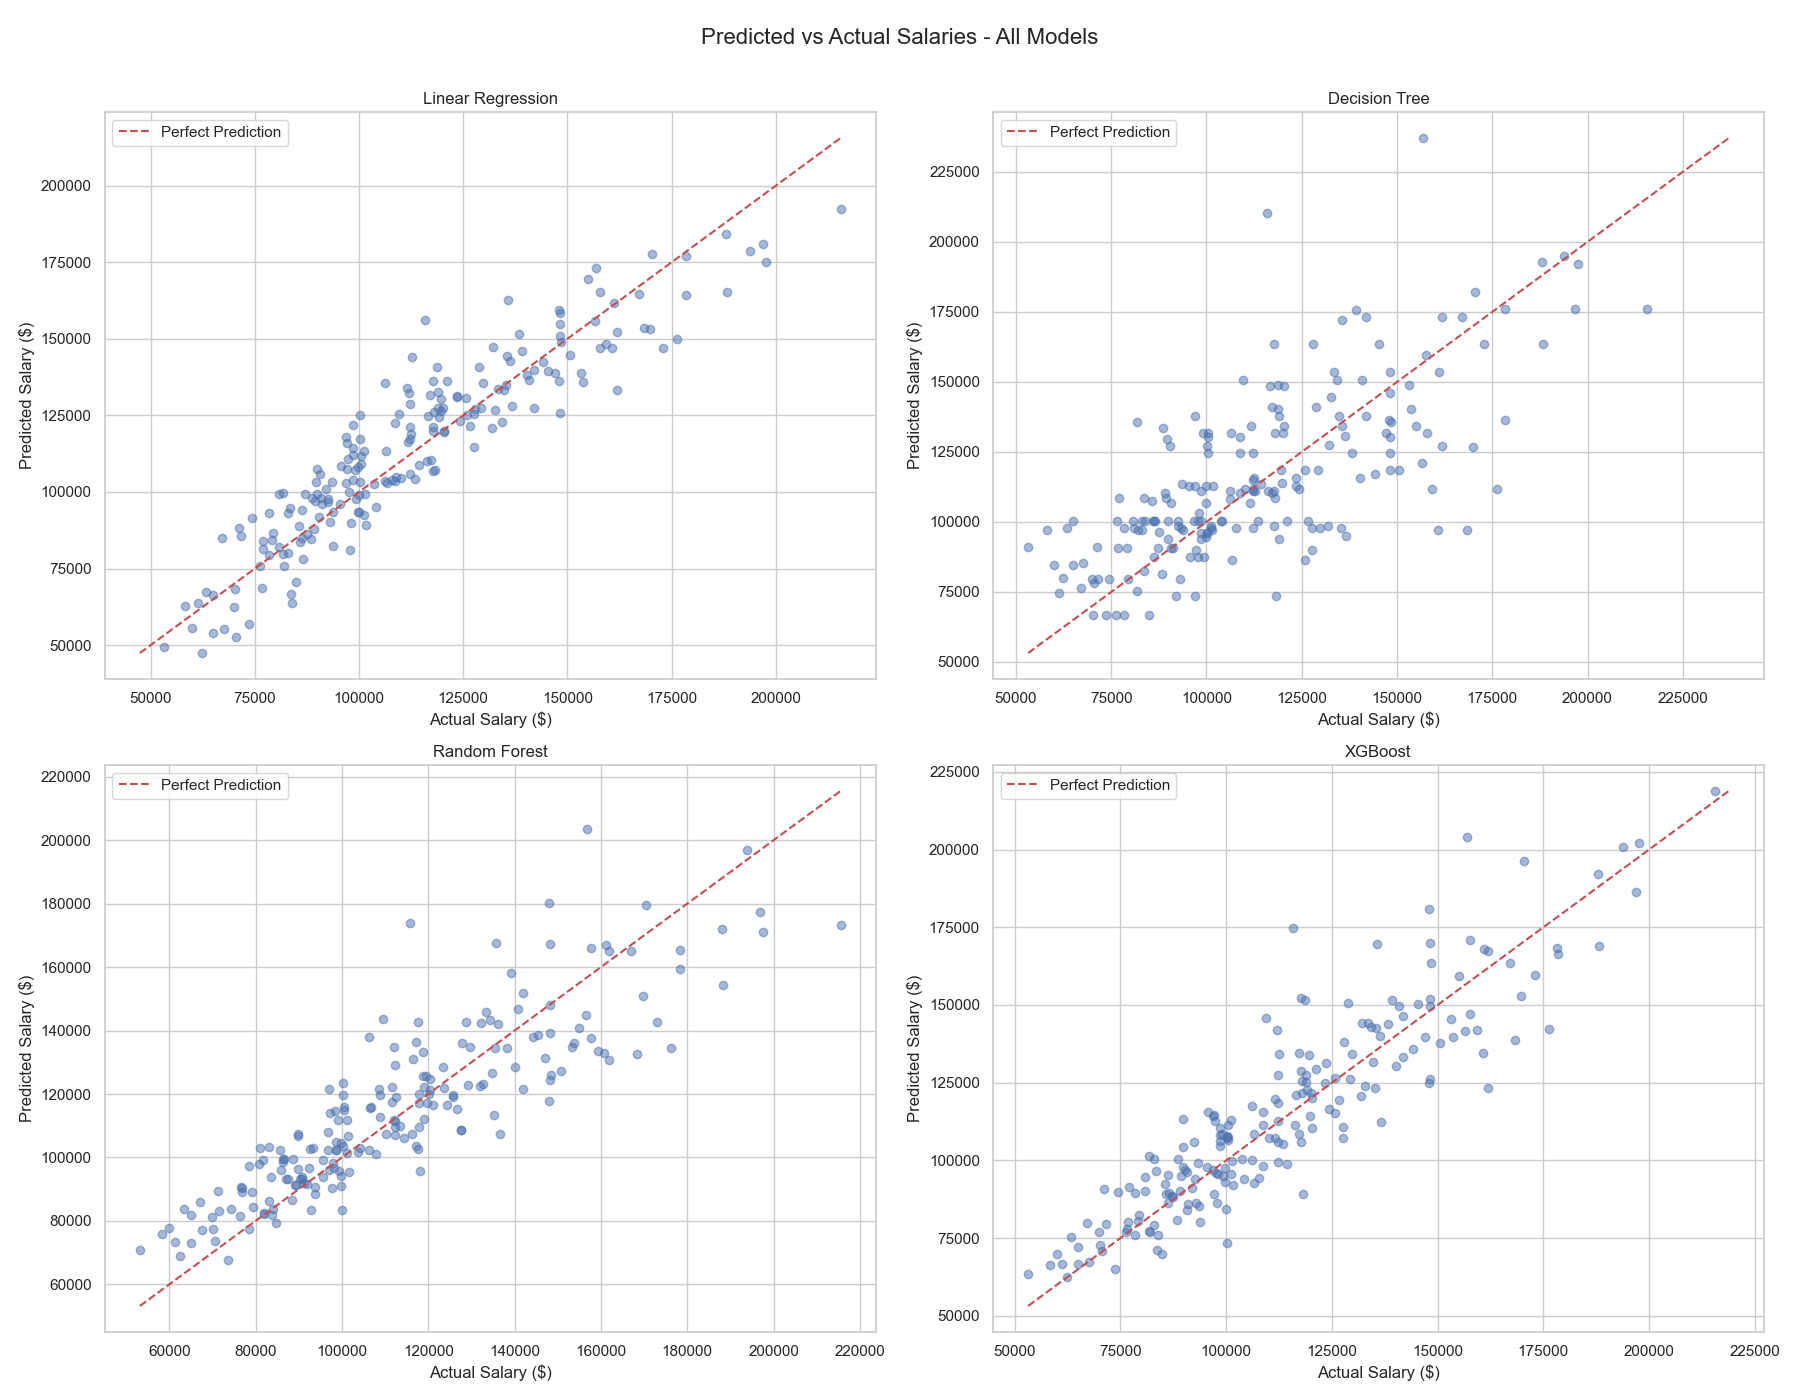 Predicted vs Actual Salaries - All Models
Linear Regression
Perfect Prediction
200000
175000
150000
125000
100000
75000
50000
Predicted Salary ($)
50000 75000 100000 125000 150000 175000 200000
Actual Salary ($)
Decision Tree
Perfect Prediction
225000
200000
175000
150000
125000
100000
75000
50000
Predicted Salary ($)
50000 75000 100000 125000 150000 175000 200000 225000
Actual Salary ($)
Random Forest
Perfect Prediction
220000
200000
180000
160000
140000
120000
100000
80000
60000
Predicted Salary ($)
60000 80000 100000 120000 140000 160000 180000 200000 220000
Actual Salary ($)
XGBoost
Perfect Prediction
225000
200000
175000
150000
125000
100000
75000
50000
Predicted Salary ($)
50000 75000 100000 125000 150000 175000 200000 225000
Actual Salary ($)